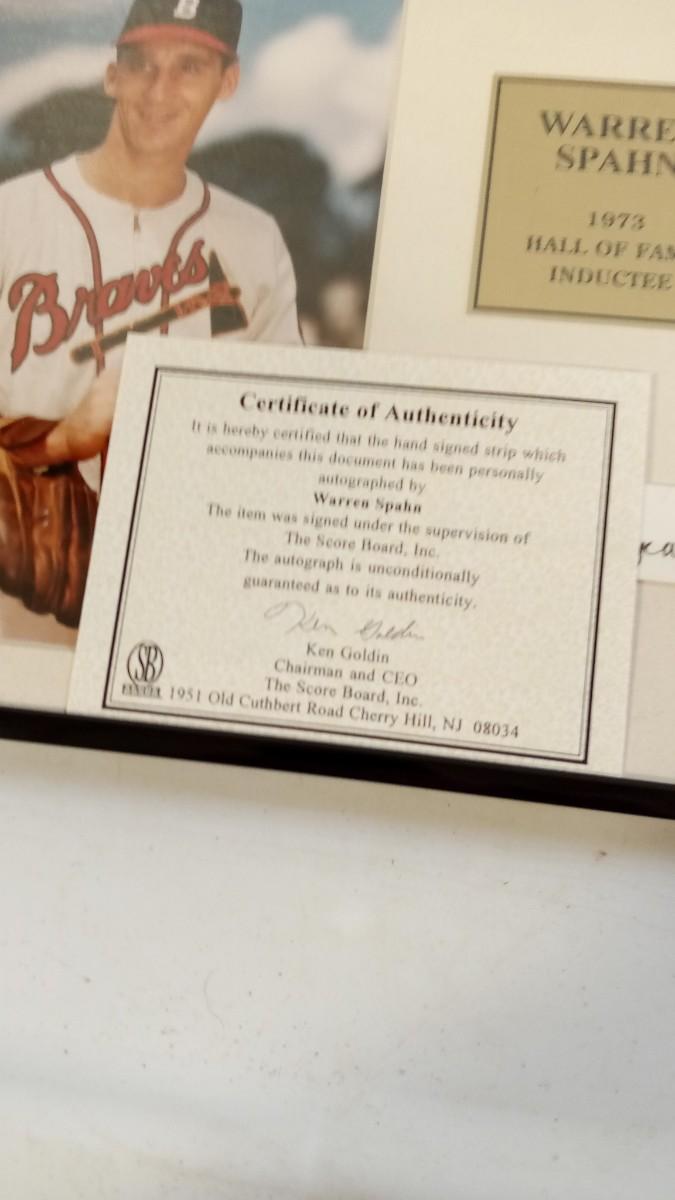 B
Braves
WARRE
SPAHN
1973
HALL OF FAM
INDUCTEE
Certificate of Authenticity
It is hereby certified that the hand signed strip which
accompanies this document has been personally
autographed by
Warren Spahn
The item was signed under the supervision of
The Score Board, Inc.
The autograph is unconditionally
guaranteed as to its authenticity.
Ken Goldin
Ken Goldin
Chairman and CEO
The Score Board, Inc.
1951 Old Cuthbert Road Cherry Hill, NJ 08034
SB